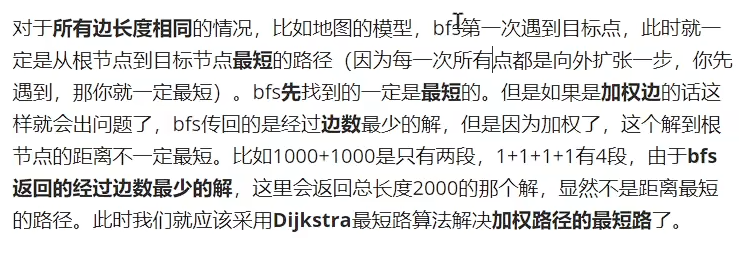 对于所有边长度相同的情况，比如地图的模型，bfs第一次遇到目标点，此时就一
定是从根节点到目标节点最短的路径（因为每一次所有点都是向外扩张一步，你先
遇到，那你就一定最短）。bfs先找到的一定是最短的。但是如果是加权边的话这
样就会出问题了，bfs传回的是经过边数最少的解，但是因为加权了，这个解到根
节点的距离不一定最短。比如1000+1000是只有两段，1+1+1+1有4段，由于bfs
返回的经过边数最少的解，这里会返回总长度2000的那个解，显然不是距离最短
的路径。此时我们就应该采用Dijkstra最短路算法解决加权路径的最短路了。